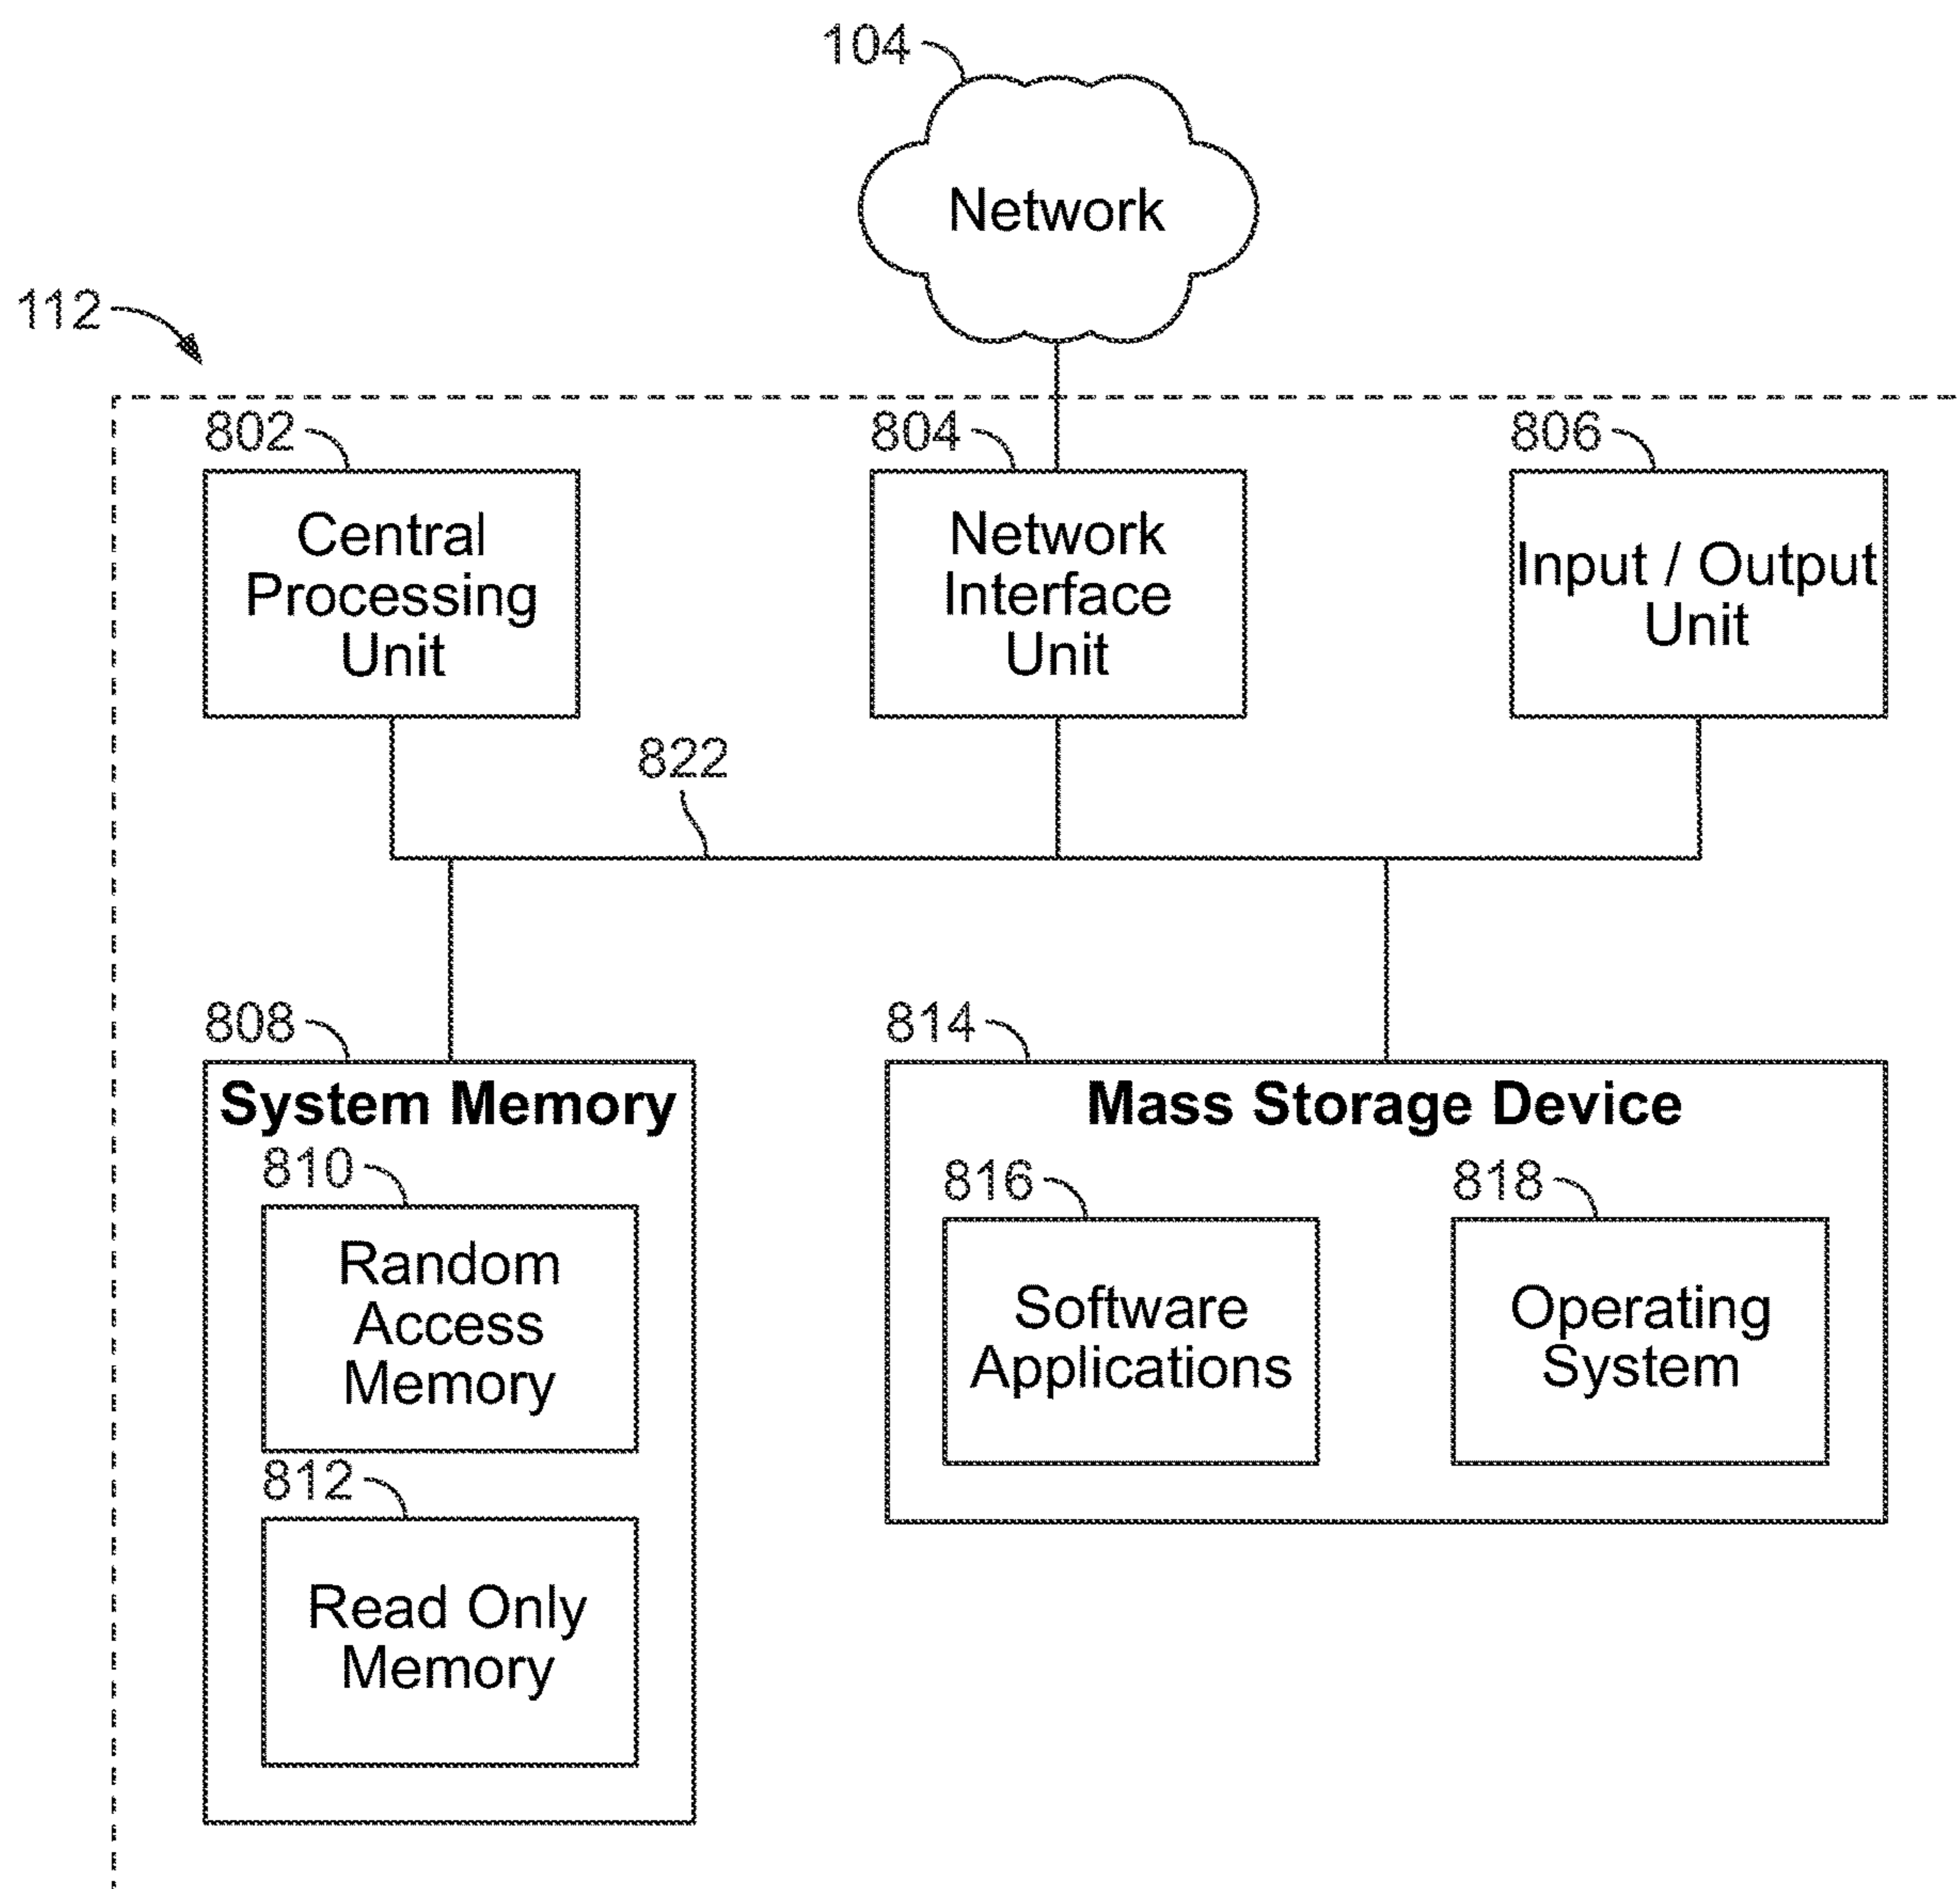 104
Network
112
802
804
806
Central
Processing
Unit
Network
Interface
Unit
Input / Output
Unit
822
808
814
System Memory
Mass Storage Device
810
Random
Access
Memory
816
818
Software
Applications
Operating
System
812
Read Only
Memory